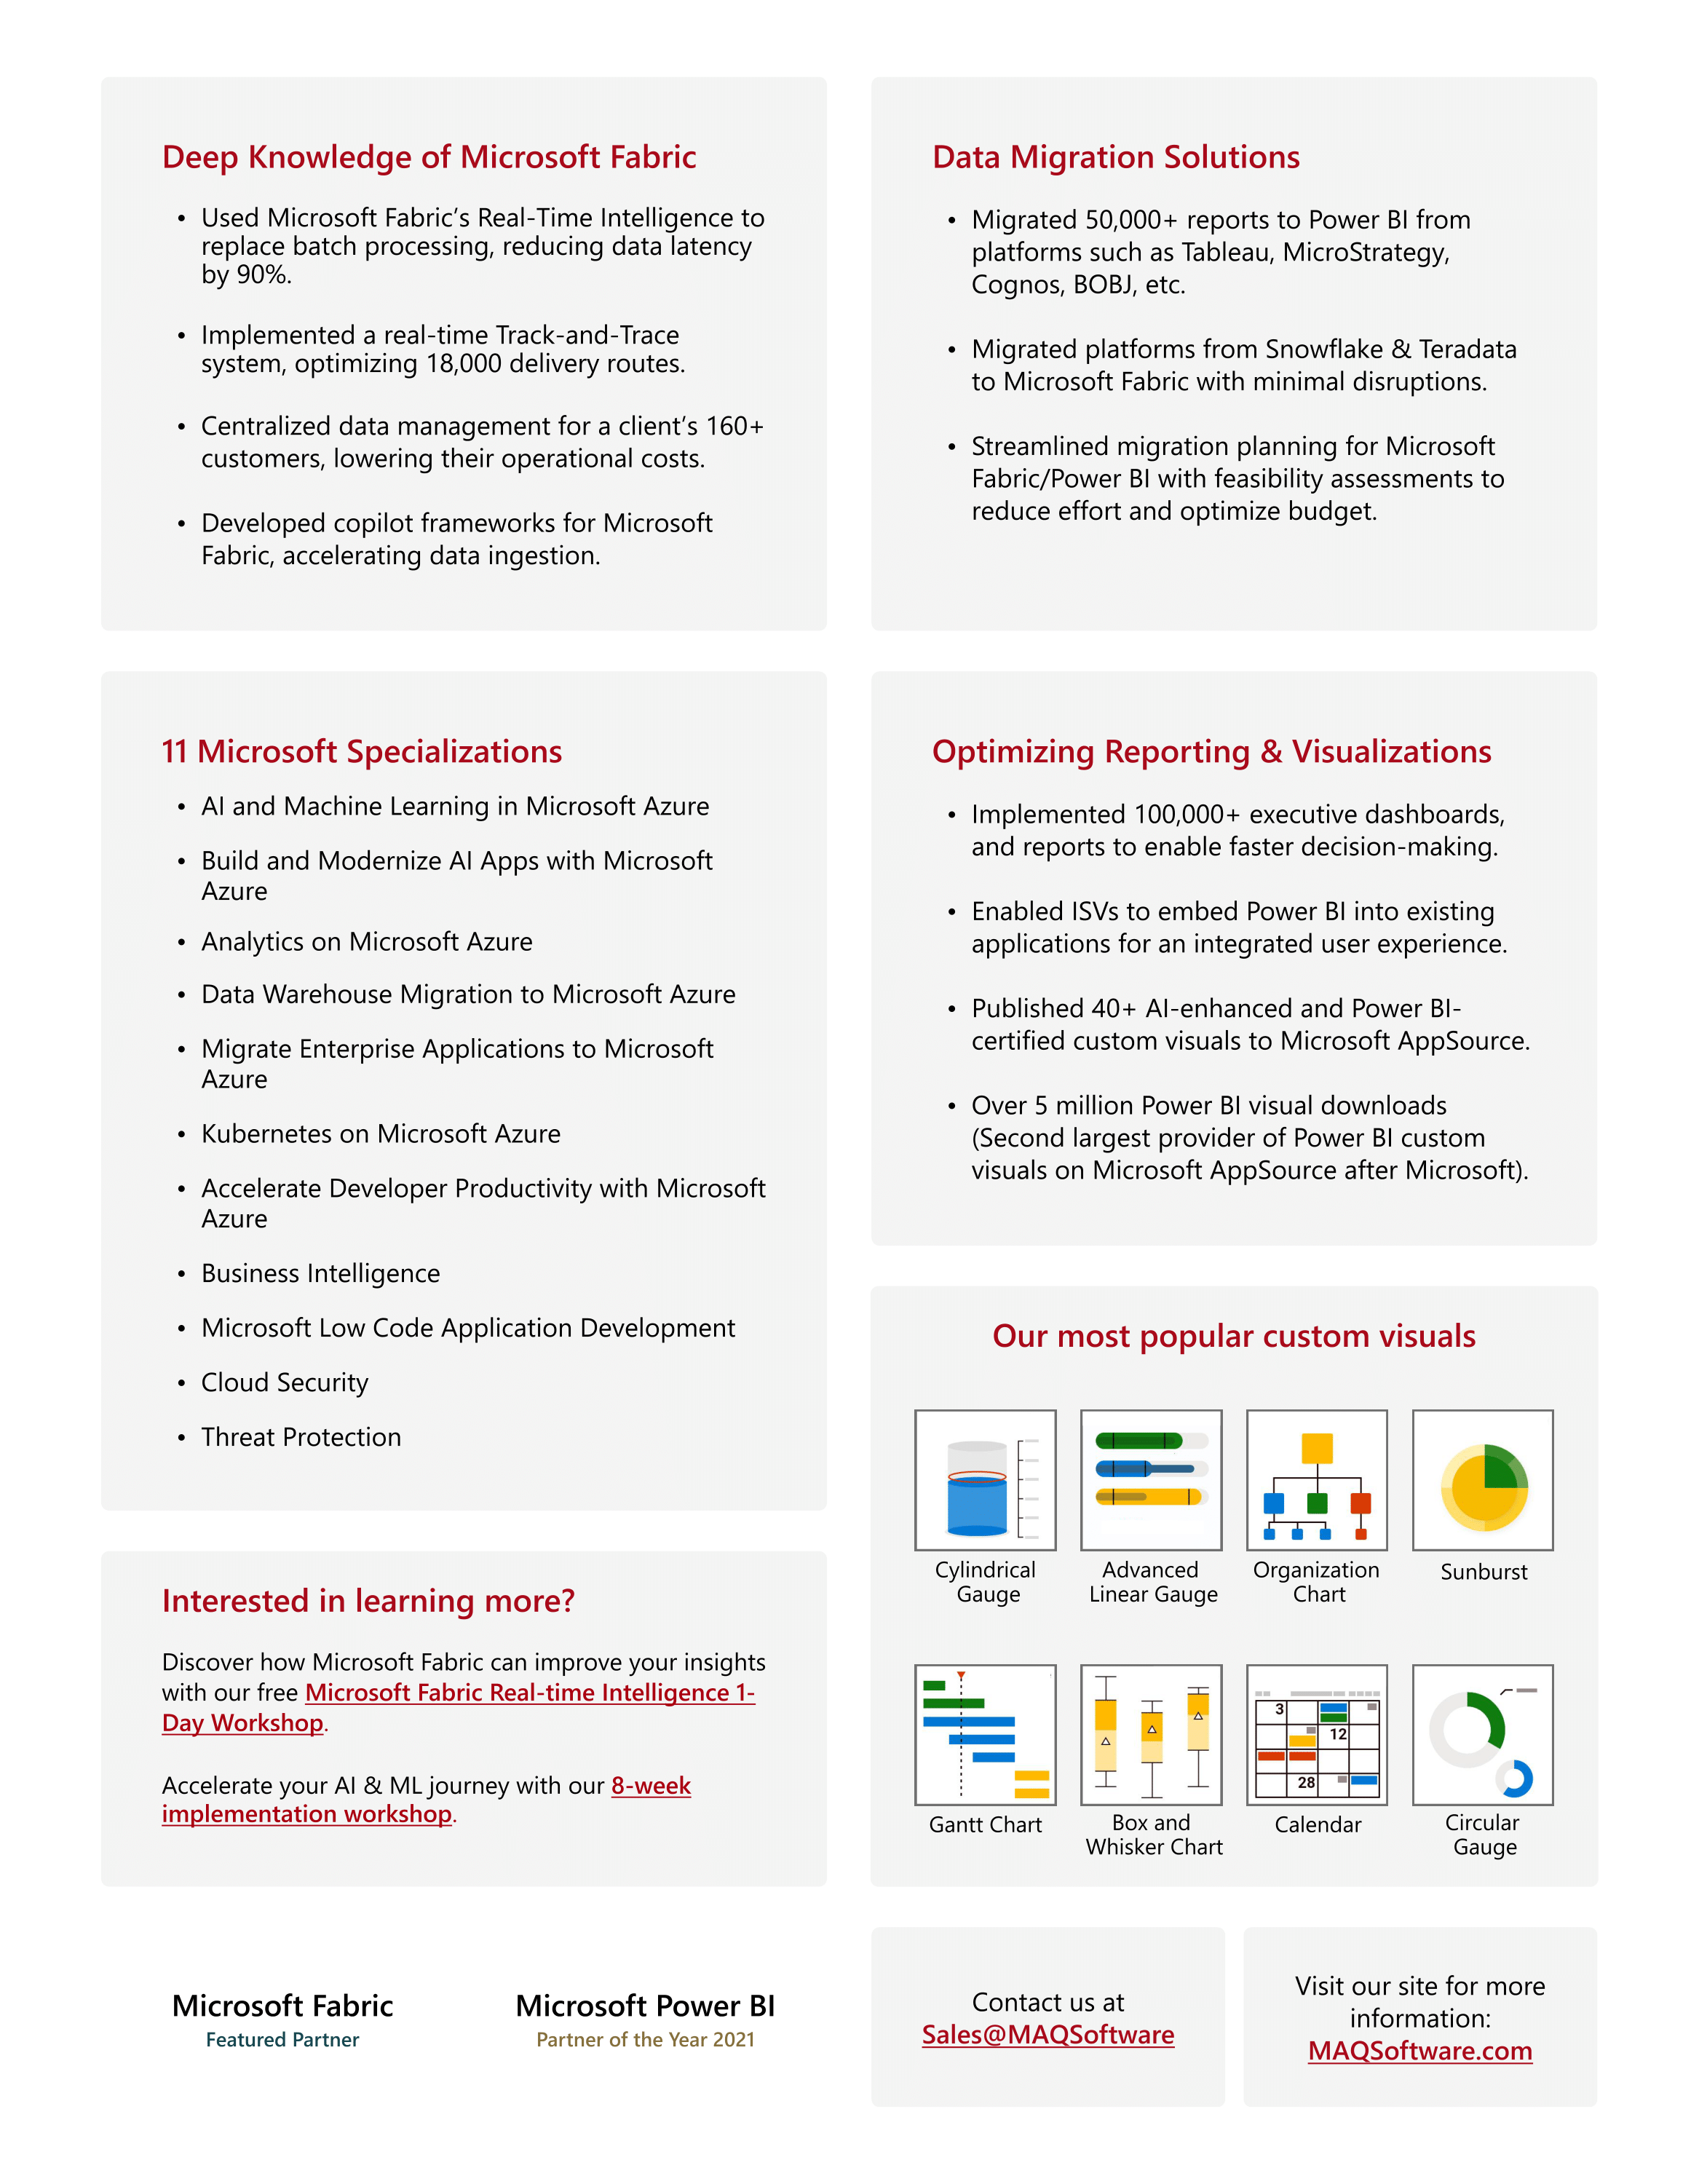 Deep Knowledge of Microsoft Fabric
• Used Microsoft Fabric’s Real-Time Intelligence to
replace batch processing, reducing data latency
by 90%.
• Implemented a real-time Track-and-Trace
system, optimizing 18,000 delivery routes.
• Centralized data management for a client’s 160+
customers, lowering their operational costs.
• Developed copilot frameworks for Microsoft
Fabric, accelerating data ingestion.
Data Migration Solutions
• Migrated 50,000+ reports to Power BI from
platforms such as Tableau, MicroStrategy,
Cognos, BOBJ, etc.
• Migrated platforms from Snowflake & Teradata
to Microsoft Fabric with minimal disruptions.
• Streamlined migration planning for Microsoft
Fabric/Power BI with feasibility assessments to
reduce effort and optimize budget.
11 Microsoft Specializations
• AI and Machine Learning in Microsoft Azure
• Build and Modernize AI Apps with Microsoft
Azure
• Analytics on Microsoft Azure
• Data Warehouse Migration to Microsoft Azure
• Migrate Enterprise Applications to Microsoft
Azure
• Kubernetes on Microsoft Azure
• Accelerate Developer Productivity with Microsoft
Azure
• Business Intelligence
• Microsoft Low Code Application Development
• Cloud Security
• Threat Protection
Optimizing Reporting & Visualizations
• Implemented 100,000+ executive dashboards,
and reports to enable faster decision-making.
• Enabled ISVs to embed Power BI into existing
applications for an integrated user experience.
• Published 40+ AI-enhanced and Power BI-
certified custom visuals to Microsoft AppSource.
• Over 5 million Power BI visual downloads
(Second largest provider of Power BI custom
visuals on Microsoft AppSource after Microsoft).
Our most popular custom visuals
Cylindrical
Gauge
Advanced
Linear Gauge
Organization
Chart
Sunburst
3
12
28
Gantt Chart
Box and
Whisker Chart
Calendar
Circular
Gauge
Interested in learning more?
Discover how Microsoft Fabric can improve your insights
with our free Microsoft Fabric Real-time Intelligence 1-
Day Workshop.
Accelerate your AI & ML journey with our 8-week
implementation workshop.
Microsoft Fabric
Featured Partner
Microsoft Power BI
Partner of the Year 2021
Contact us at
Sales@MAQSoftware
Visit our site for more
information:
MAQSoftware.com